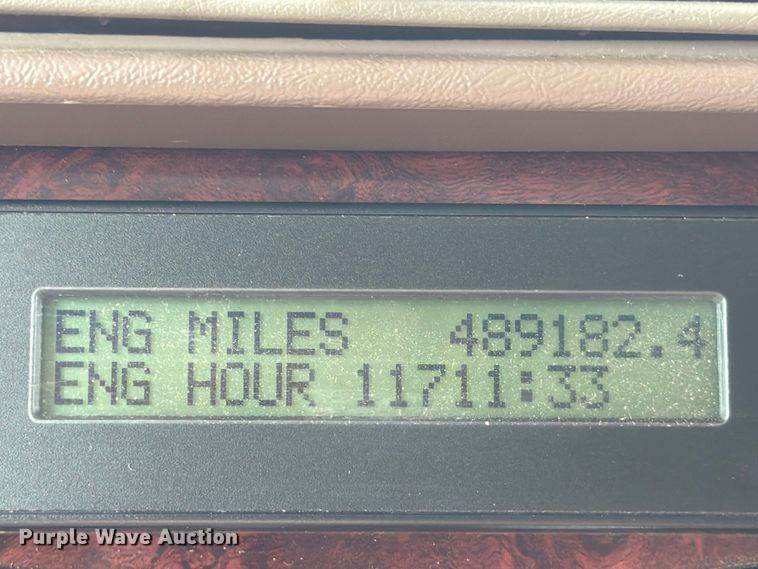 ENG MILES 489182.4
ENG HOUR 11711:33
Purple Wave Auction®